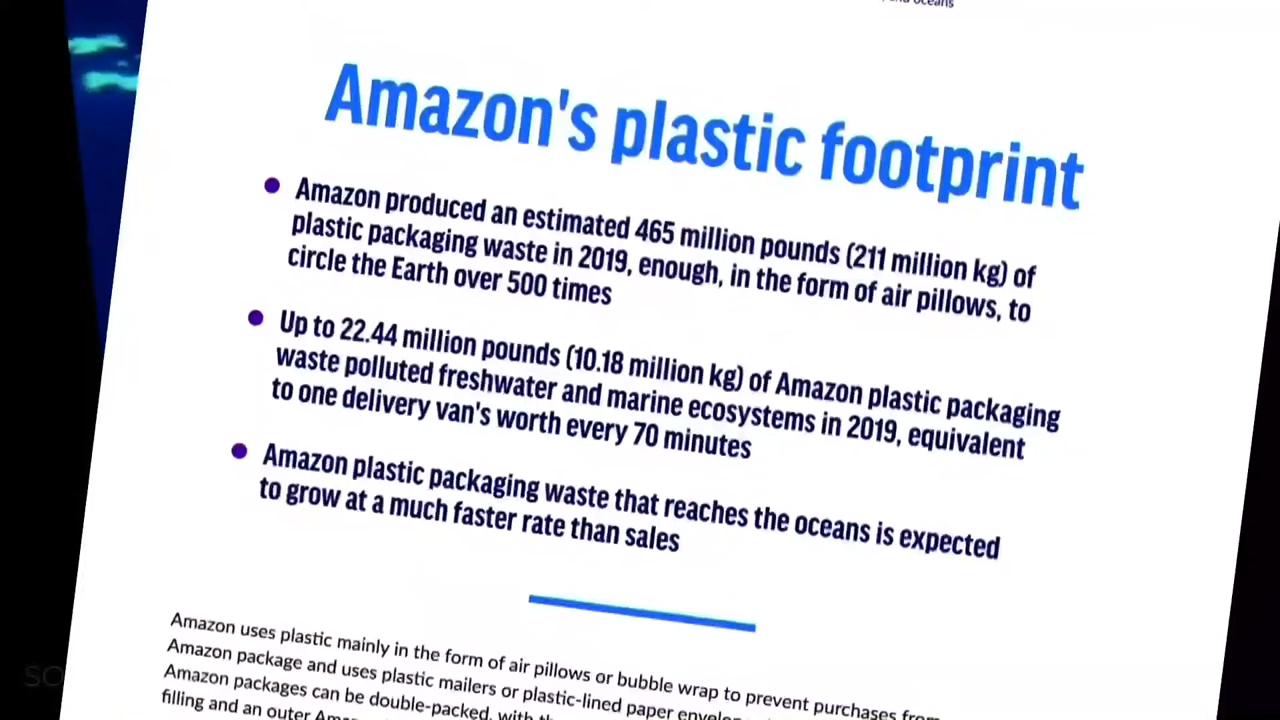 and oceans
Amazon's plastic footprint
Amazon produced an estimated 465 million pounds (211 million kg) of
plastic packaging waste in 2019, enough, in the form of air pillows, to
circle the Earth over 500 times
Up to 22.44 million pounds (10.18 million kg) of Amazon plastic packaging
waste polluted freshwater and marine ecosystems in 2019, equivalent
to one delivery van's worth every 70 minutes
Amazon plastic packaging waste that reaches the oceans is expected
to grow at a much faster rate than sales
Amazon uses plastic mainly in the form of air pillows or bubble wrap to prevent purchases from
Amazon package and uses plastic mailers or plastic-lined paper
Amazon packages can be double-packed, with
filling and an outer